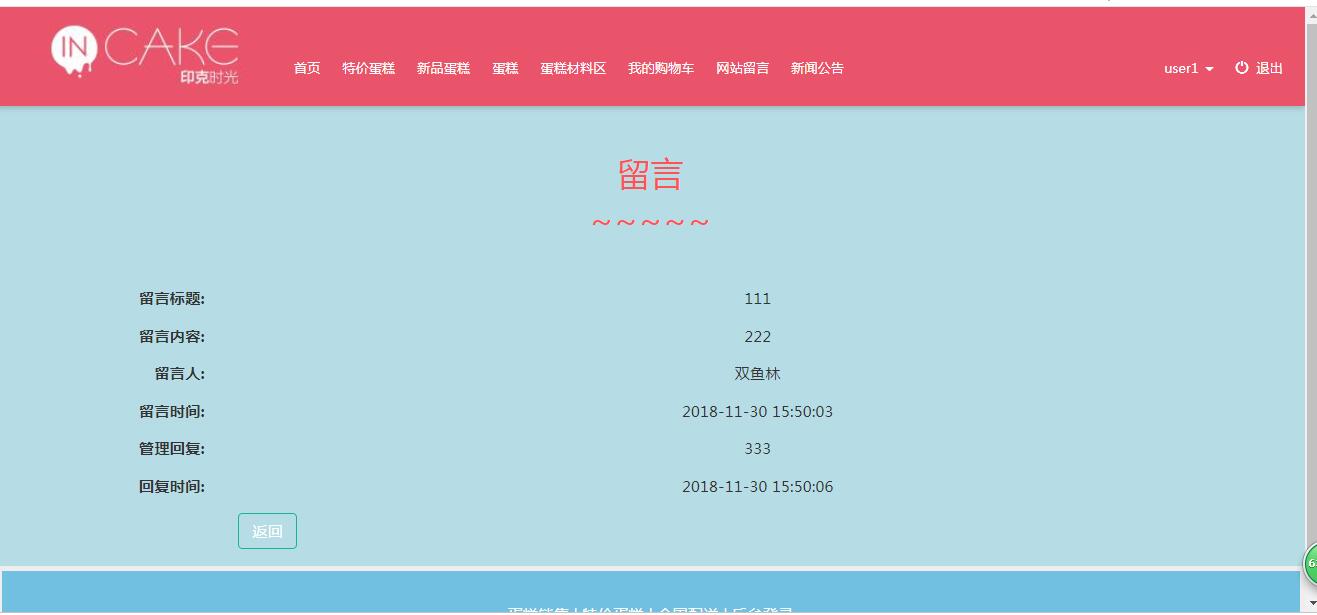 IN CAKE
印克时光
首页 特价蛋糕 新品蛋糕 蛋糕 蛋糕材料区 我的购物车 网站留言 新闻公告 user1 退出
留言
~ ~ ~ ~ ~
留言标题: 111
留言内容: 222
留言人: 双鱼林
留言时间: 2018-11-30 15:50:03
管理回复: 333
回复时间: 2018-11-30 15:50:06
返回